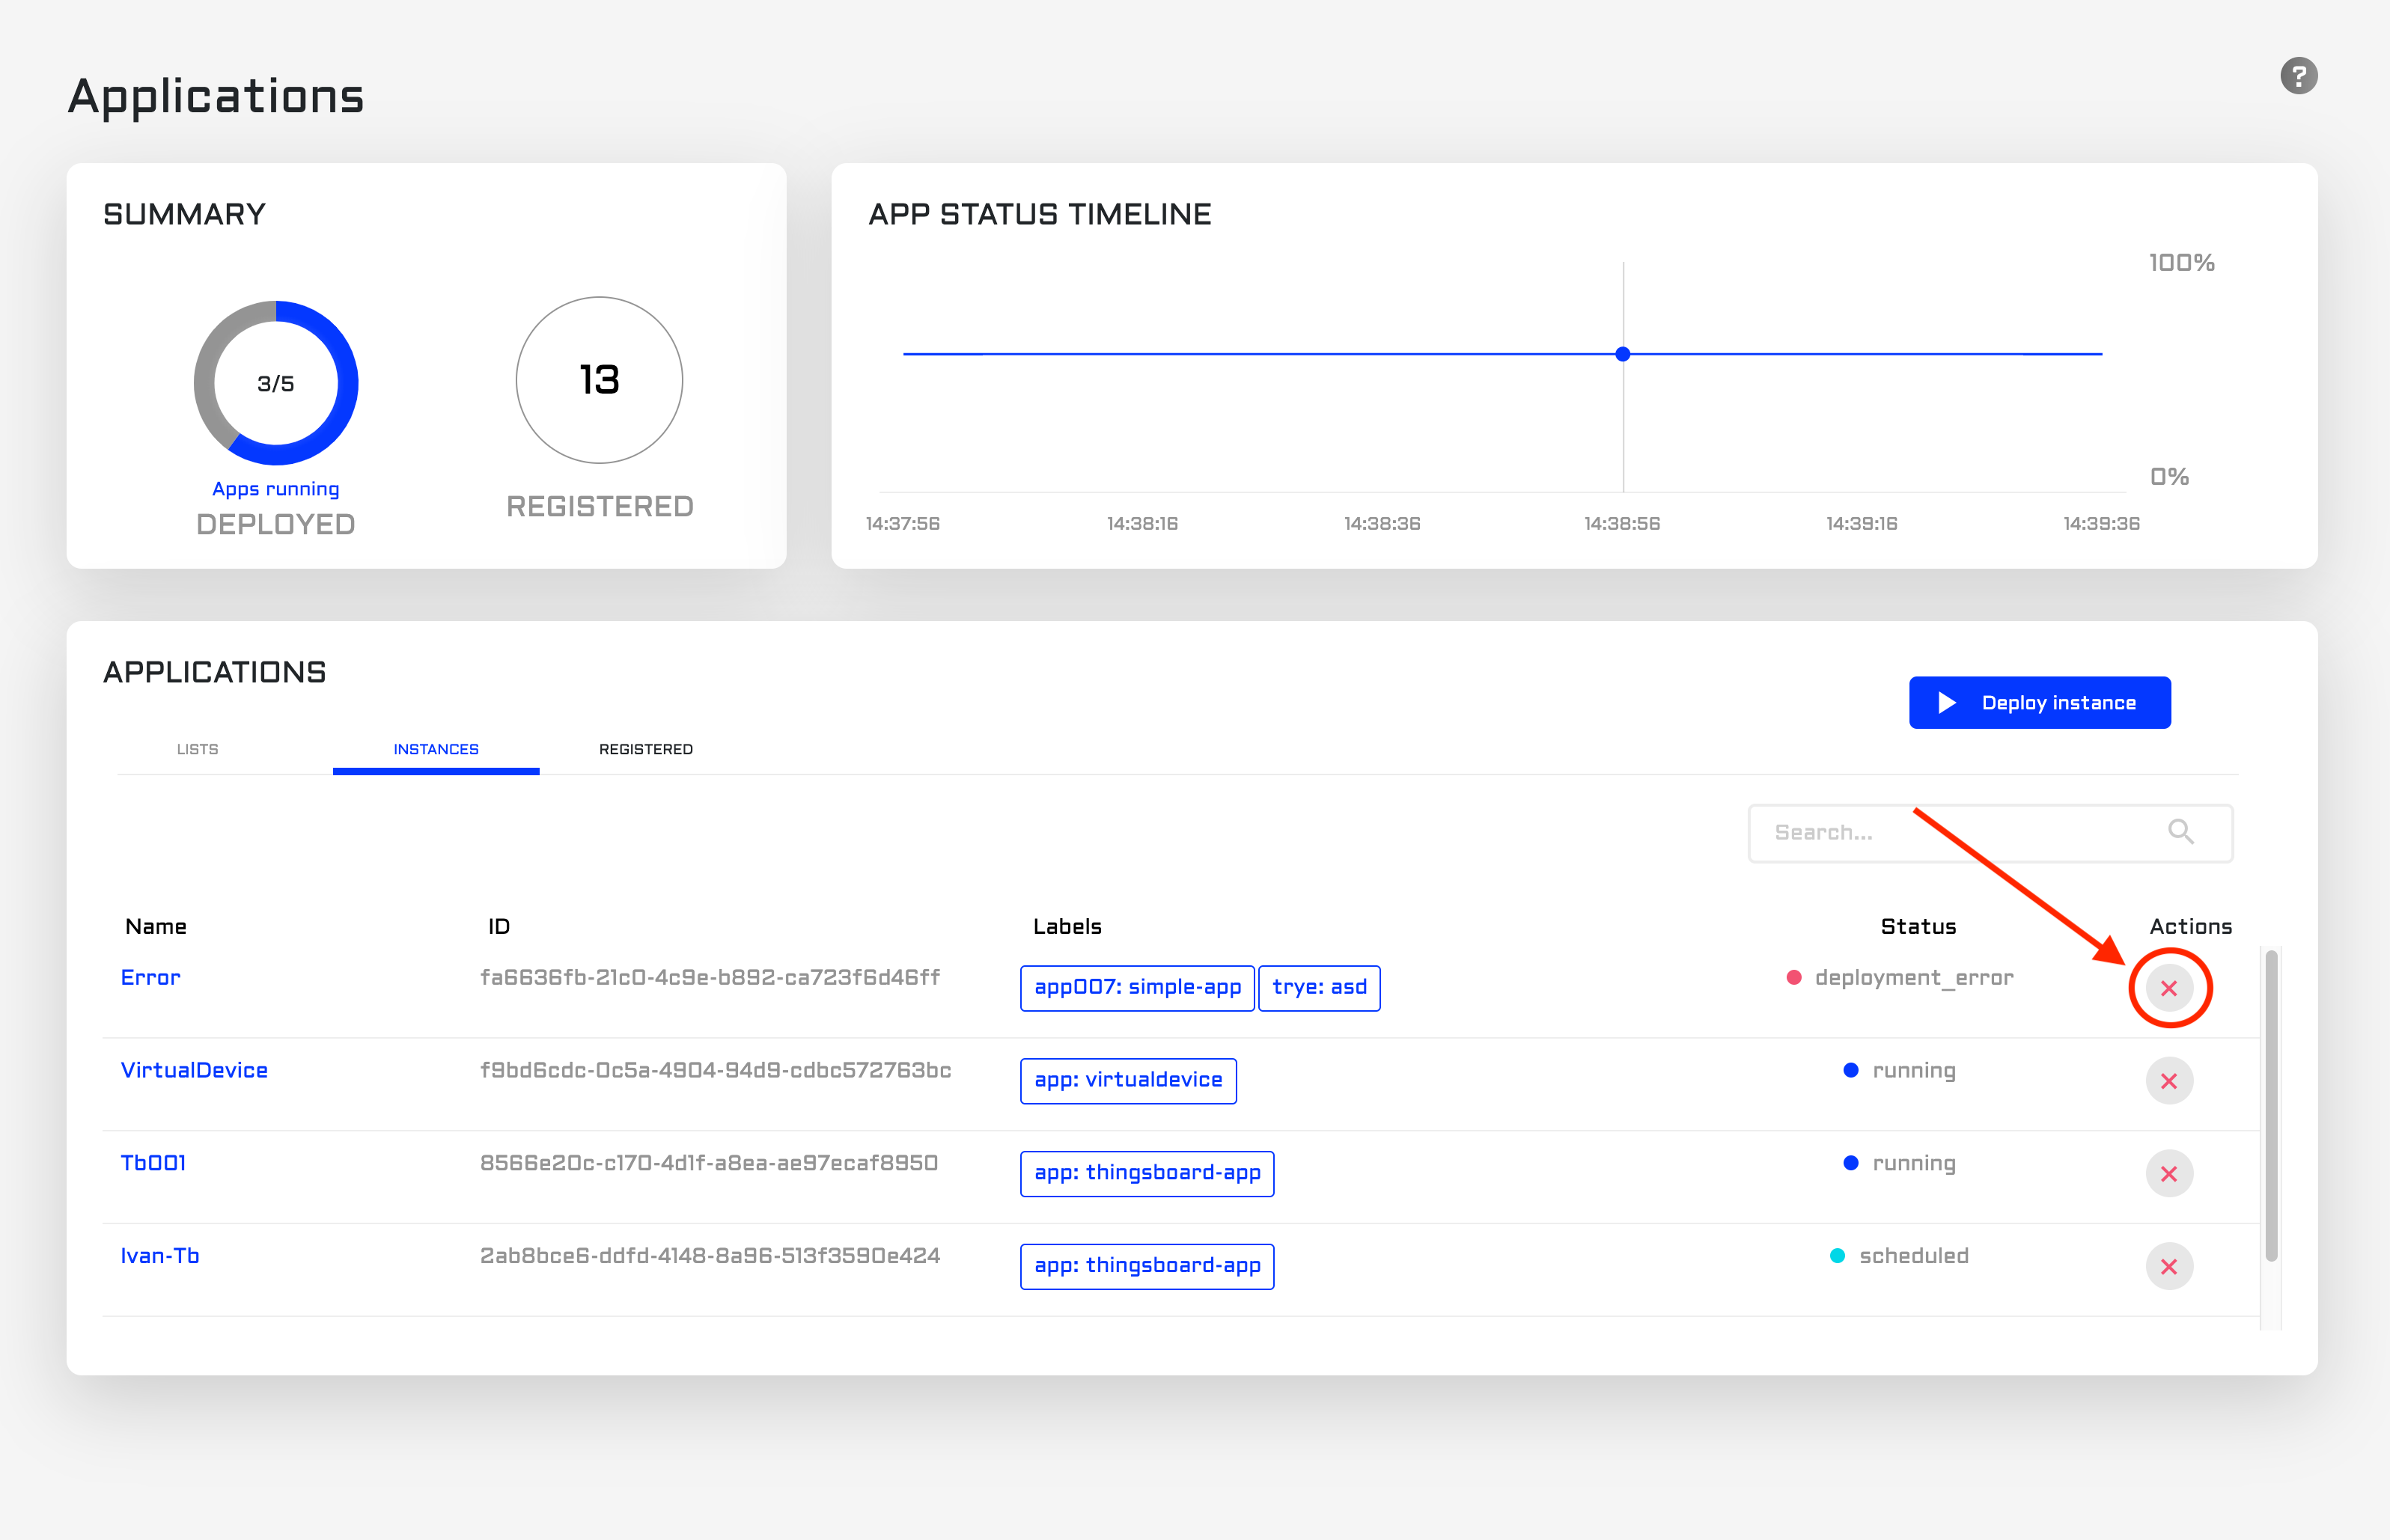 Applications
?
SUMMARY
3/5
Apps running
DEPLOYED
13
REGISTERED
APP STATUS TIMELINE
100%
0%
14:37:56 14:38:16 14:38:36 14:38:56 14:39:16 14:39:36
APPLICATIONS
Deploy instance
LISTS INSTANCES REGISTERED
Search...
Name ID Labels Status Actions
Error fa6636fb-21c0-4c9e-b892-ca723f6d46ff app007: simple-app trye: asd deployment_error
VirtualDevice f9bd6cdc-0c5a-4904-94d9-cdbc572763bc app: virtualdevice running
Tb001 8566e20c-c170-4d1f-a8ea-ae97ecaf8950 app: thingsboard-app running
Ivan-Tb 2ab8bce6-ddfd-4148-8a96-513f3590e424 app: thingsboard-app scheduled